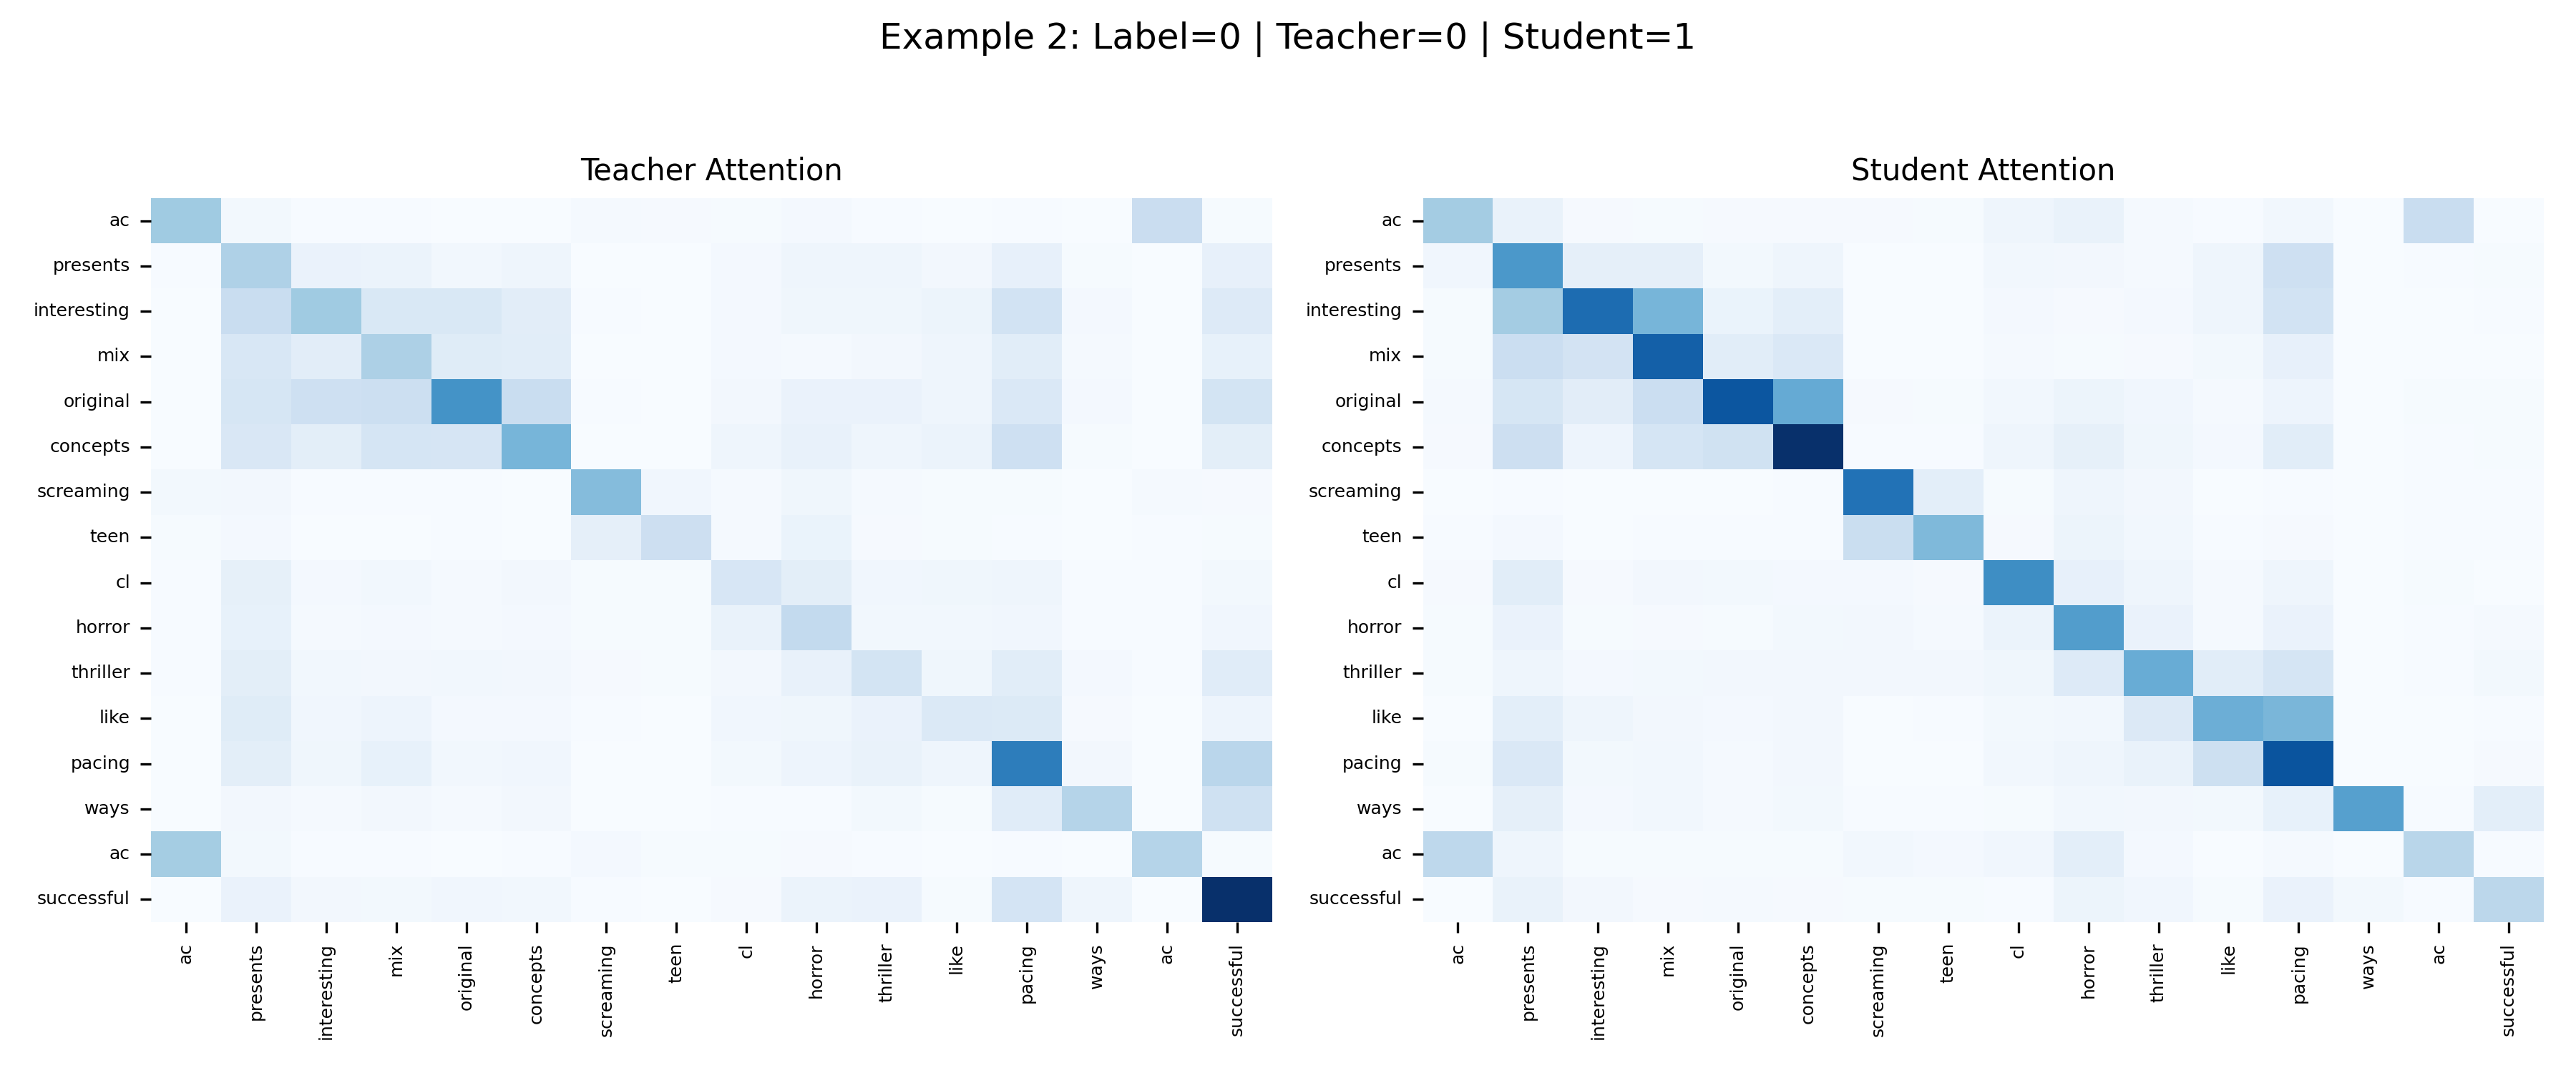 Example 2: Label=0 | Teacher=0 | Student=1
Teacher Attention
ac
presents
interesting
mix
original
concepts
screaming
teen
cl
horror
thriller
like
pacing
ways
ac
successful
ac presents interesting mix original concepts screaming teen cl horror thriller like pacing ways ac successful
Student Attention
ac
presents
interesting
mix
original
concepts
screaming
teen
cl
horror
thriller
like
pacing
ways
ac
successful
ac presents interesting mix original concepts screaming teen cl horror thriller like pacing ways ac successful